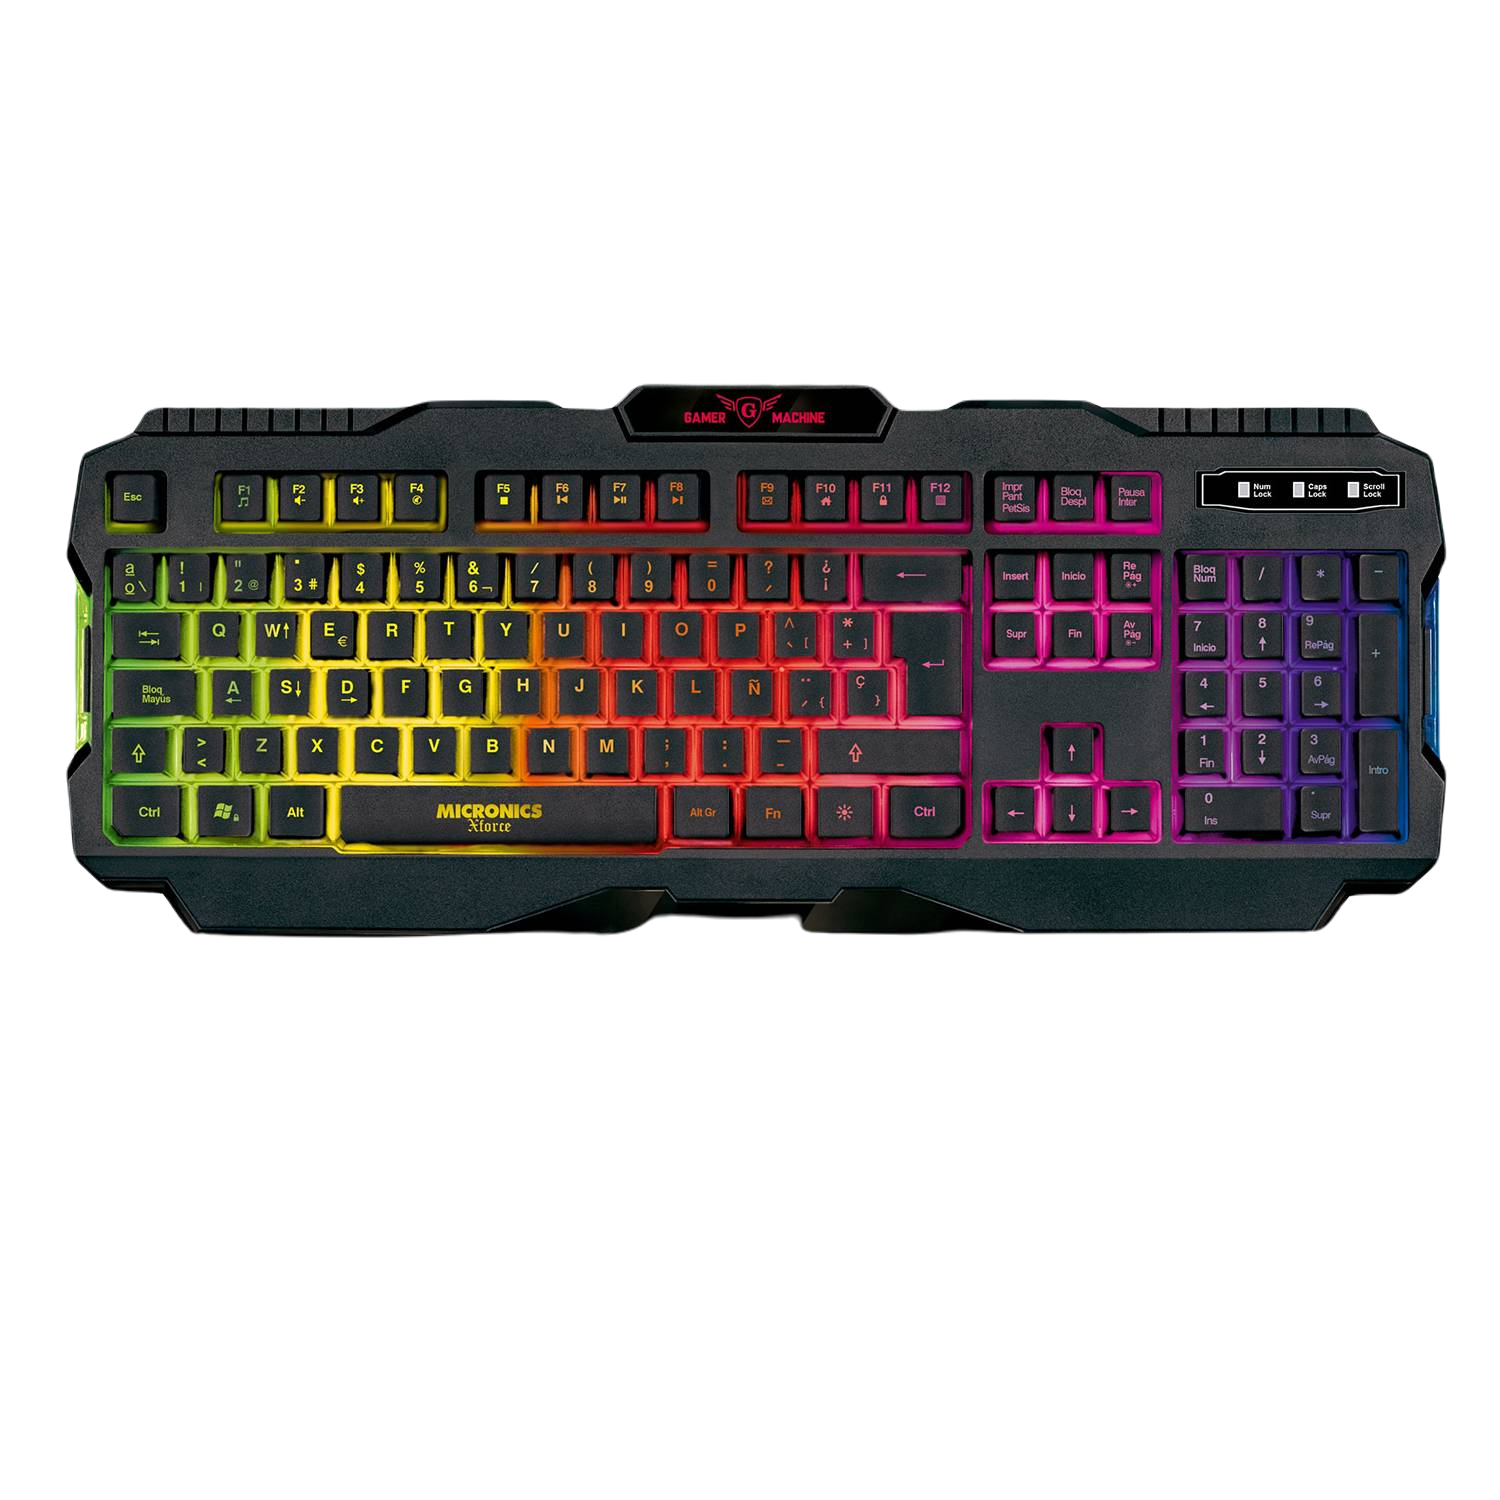 GAMER G MACHINE
Esc F1 F2 F3 F4 F5 F6 F7 F8 F9 F10 F11 F12
Impr
Pant
PetSis
Bloq
Despl
Pausa
Inter
Num
Lock
Caps
Lock
Scroll
Lock
a
o \
!
1 |
"
2 @
·
3 #
$
4
%
5
&
6 ¬
/
7
(
8
)
9
=
0
?
'
¿
¡
←
Insert
Inicio
Re
Pág
Bloq
Num
/
*
−
Q W↑ E € R T Y U I O P
^
` [
*
+ ]
Supr
Fin
Av
Pág
7
Inicio
8
↑
9
RePág
+
Bloq
Mayús
A
←
S↓
D
→
F G H J K L Ñ
¨
´ {
Ç
}
4
←
5
6
→
>
<
Z X C V B N M
;
,
:
.
—
-
↑
1
Fin
2
↓
3
AvPág
Intro
Ctrl
Alt
MICRONICS
Xforce
Alt Gr
Fn
Ctrl
← ↓ →
0
Ins
.
Supr